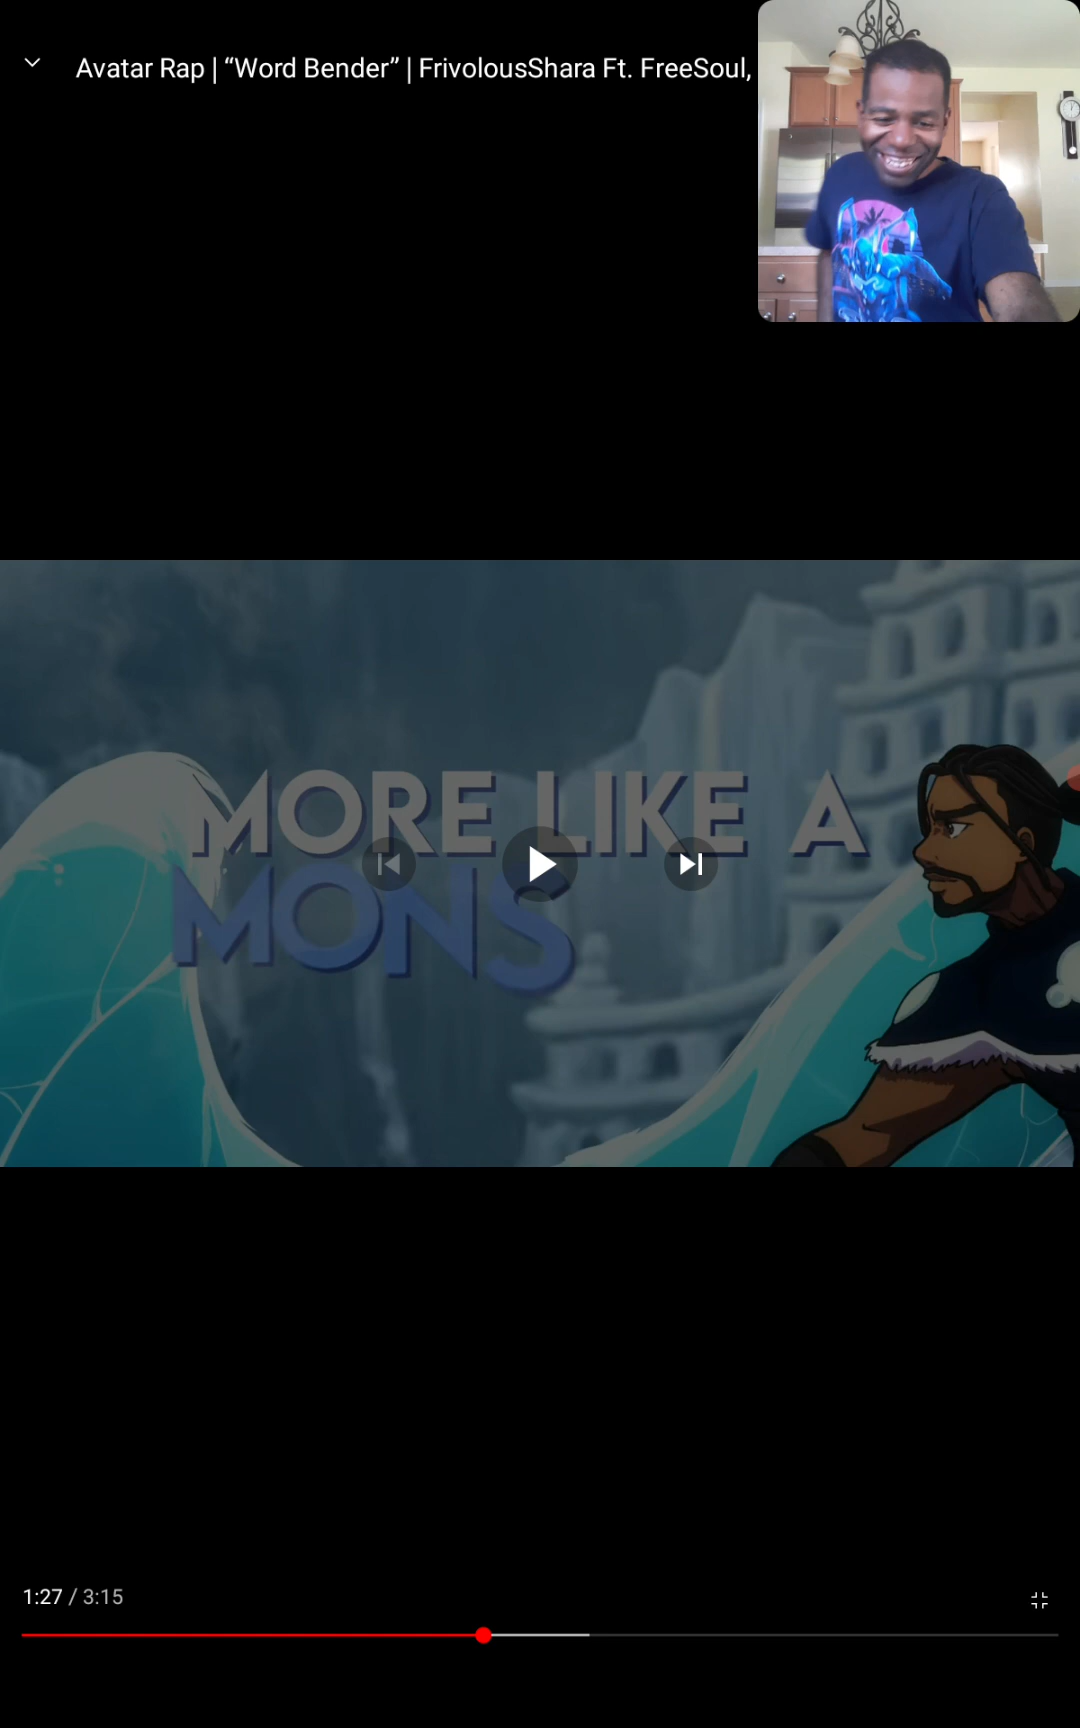 Avatar Rap | “Word Bender” | FrivolousShara Ft. FreeSoul,
MORE LIKE A
MONS
1:27 / 3:15